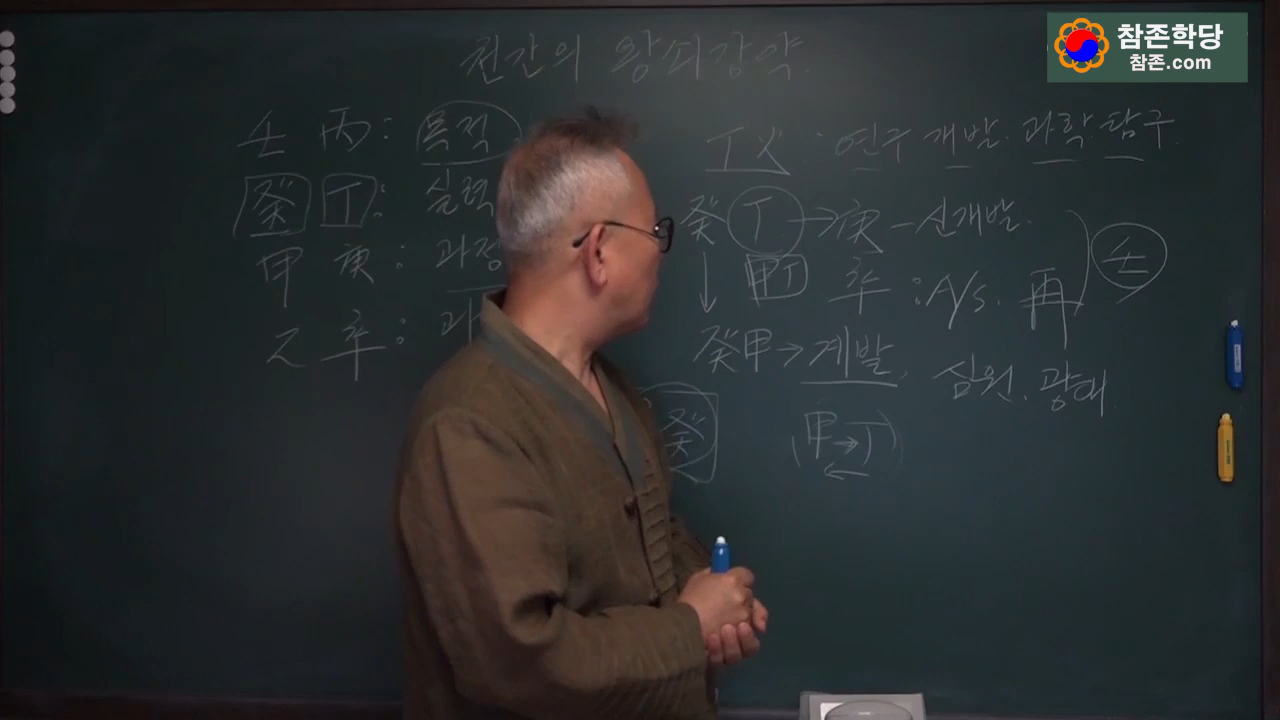 참존학당
참존.com
천간의 왕쇠강약.
壬 丙: 목적
癸 丁: 실력
甲 庚: 과정
乙 辛:
연구 개발. 과학탐구.
癸 丁 → 庚 - 신개발.
甲丁 辛 : A/S. 再 壬
癸甲 → 계발. 심원. 광대
癸
(甲→丁)